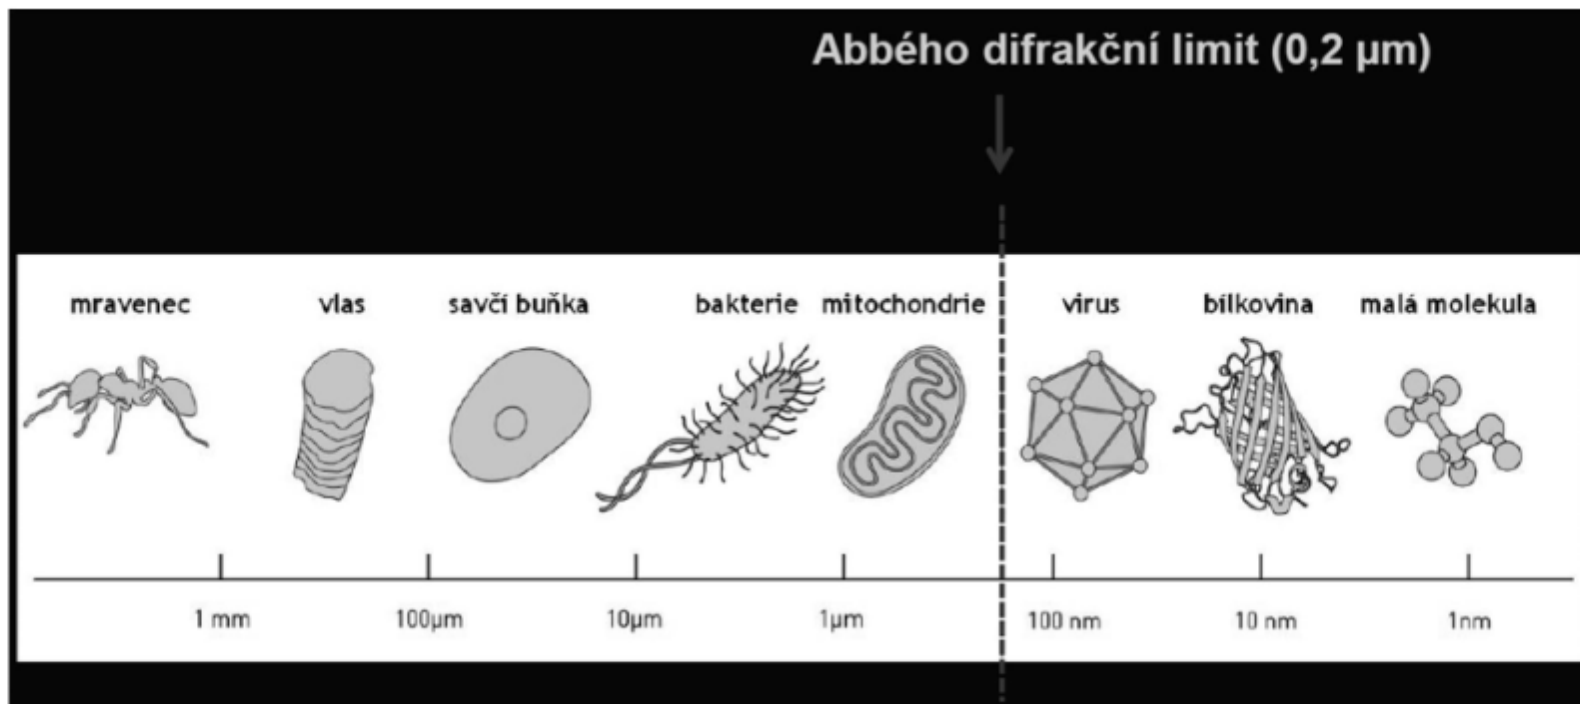 Abbého difrakční limit (0,2 µm)
mravenec vlas savčí buňka bakterie mitochondrie virus bílkovina malá molekula
1 mm 100µm 10µm 1µm 100 nm 10 nm 1nm